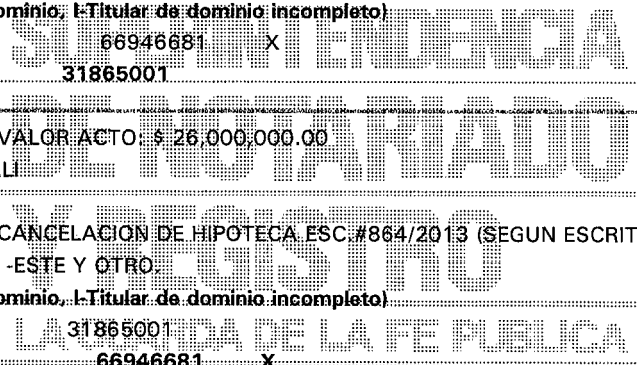 ominio, I-Titular de dominio incompleto)
66946681 X
31865001
SUPERINTENDENCIA
VALOR ACTO: $ 26,000,000.00
DE NOTARIADO
ALI
CANCELACION DE HIPOTECA ESC.#864/2013 (SEGUN ESCRIT
Y REGISTRO
-ESTE Y OTRO.
ominio, I-Titular de dominio incompleto)
31865001
LA GUARDA DE LA FE PUBLICA
66946681 X